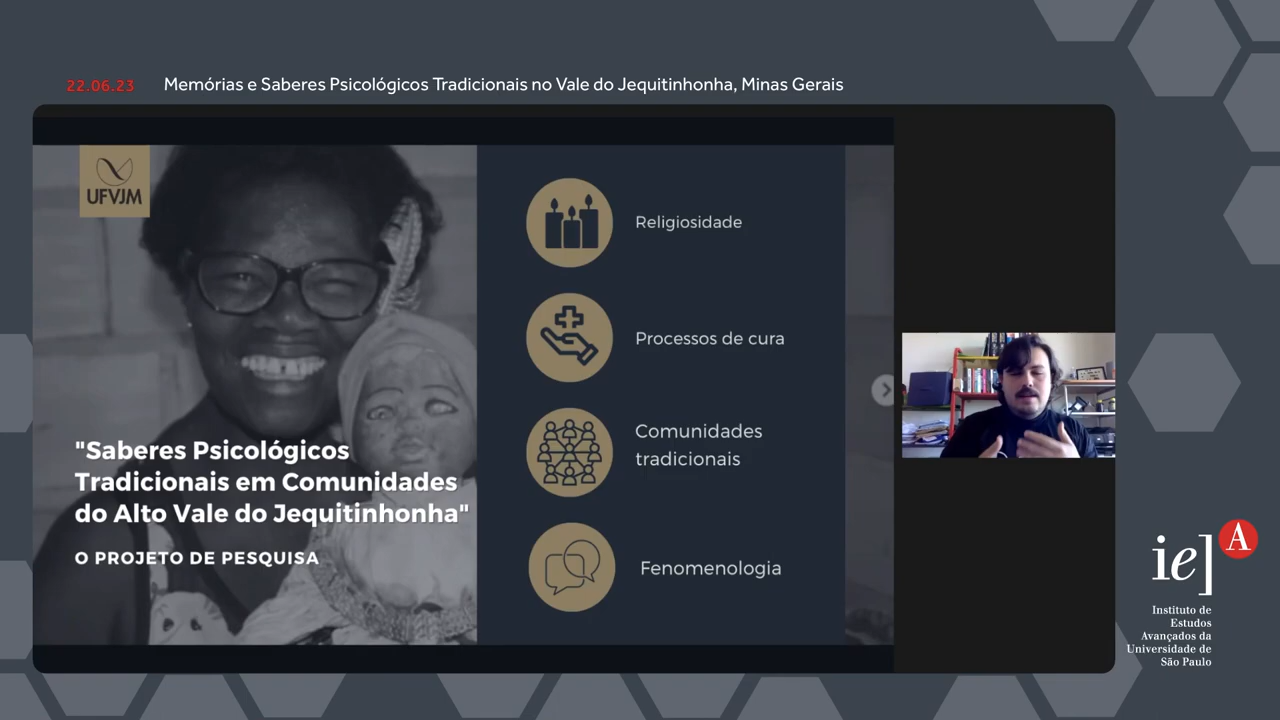 22.06.23 Memórias e Saberes Psicológicos Tradicionais no Vale do Jequitinhonha, Minas Gerais
UFVJM
"Saberes Psicológicos
Tradicionais em Comunidades
do Alto Vale do Jequitinhonha"
O PROJETO DE PESQUISA
Religiosidade
Processos de cura
Comunidades
tradicionais
Fenomenologia
ie] A
Instituto de
Estudos
Avançados da
Universidade de
São Paulo